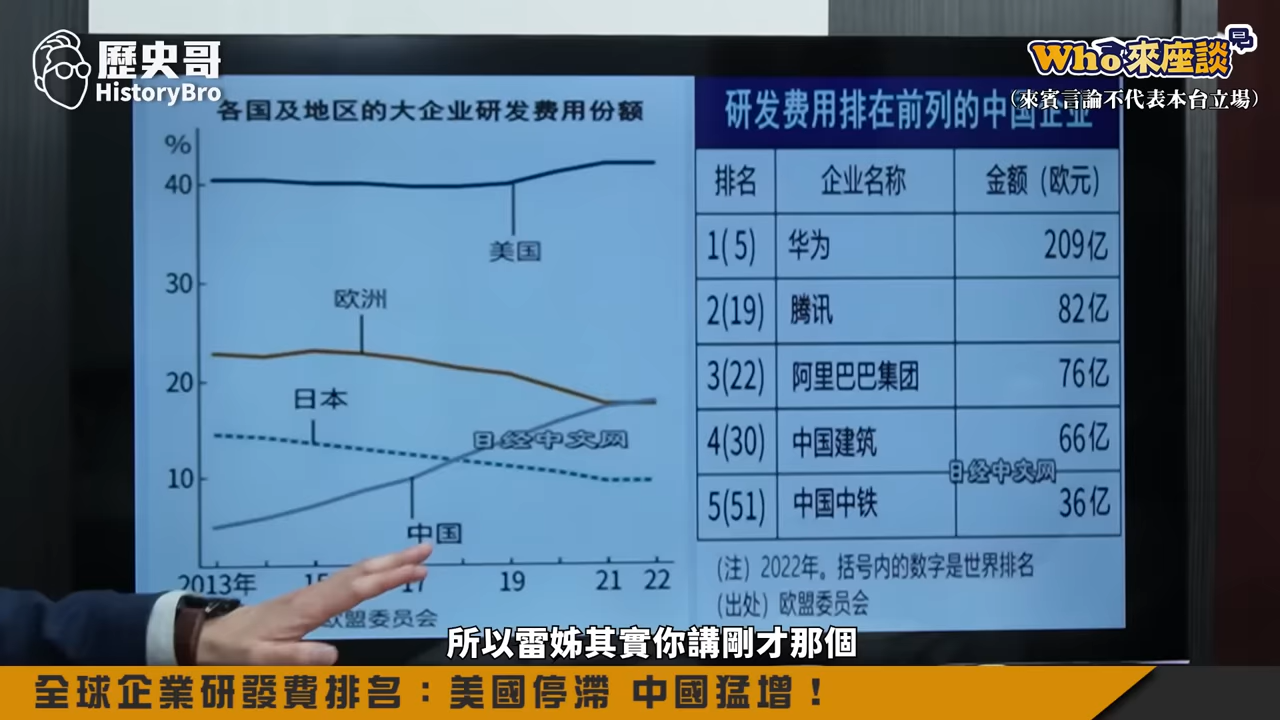 歷史哥
HistoryBro
Who來座談
(來賓言論不代表本台立場)
各国及地区的大企业研发费用份额
%
40
30
20
10
美国
欧洲
日本
中国
日经中文网
2013年
19
21
22
欧盟委员会
研发费用排在前列的中国企业
排名 企业名称 金额（欧元）
1(5) 华为 209亿
2(19) 腾讯 82亿
3(22) 阿里巴巴集团 76亿
4(30) 中国建筑 66亿
日经中文网
5(51) 中国中铁 36亿
(注) 2022年。括号内的数字是世界排名
(出处) 欧盟委员会
所以雷姊其實你講剛才那個
全球企業研發費排名：美國停滯 中國猛增！